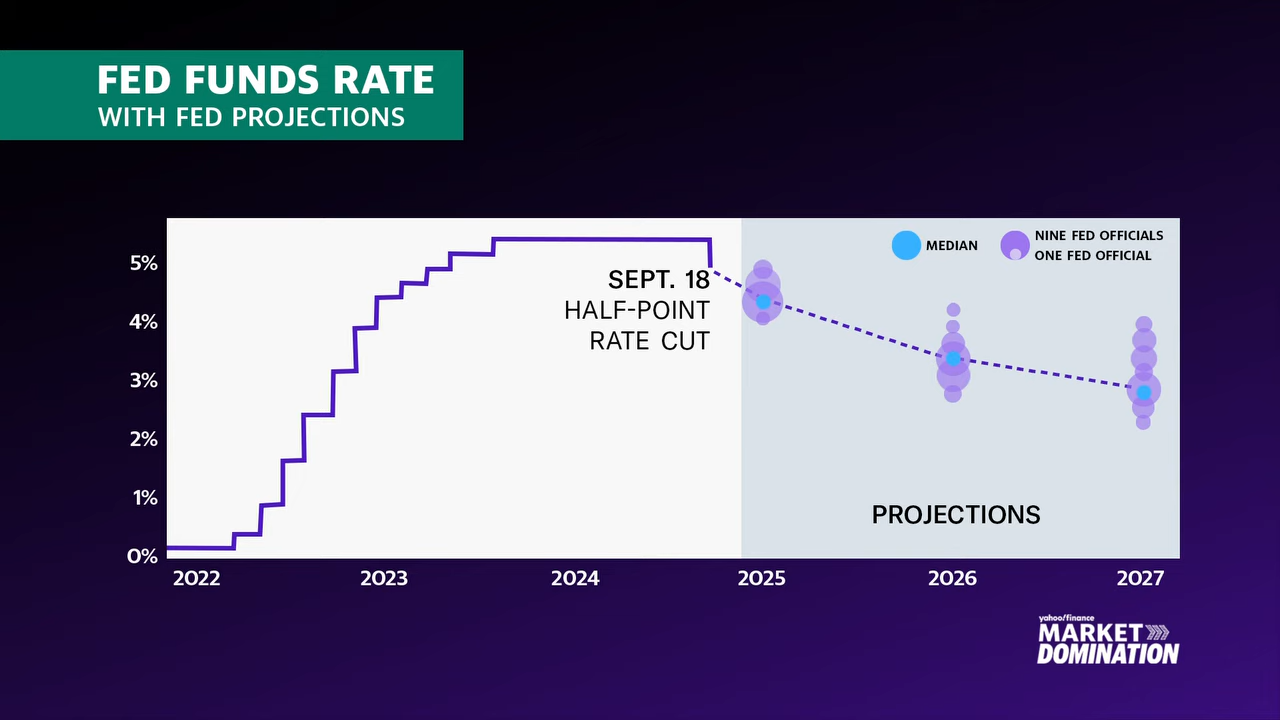 FED FUNDS RATE
WITH FED PROJECTIONS
MEDIAN
NINE FED OFFICIALS
ONE FED OFFICIAL
5%
4%
3%
2%
1%
0%
SEPT. 18
HALF-POINT
RATE CUT
PROJECTIONS
2022
2023
2024
2025
2026
2027
yahoo!finance
MARKET
DOMINATION